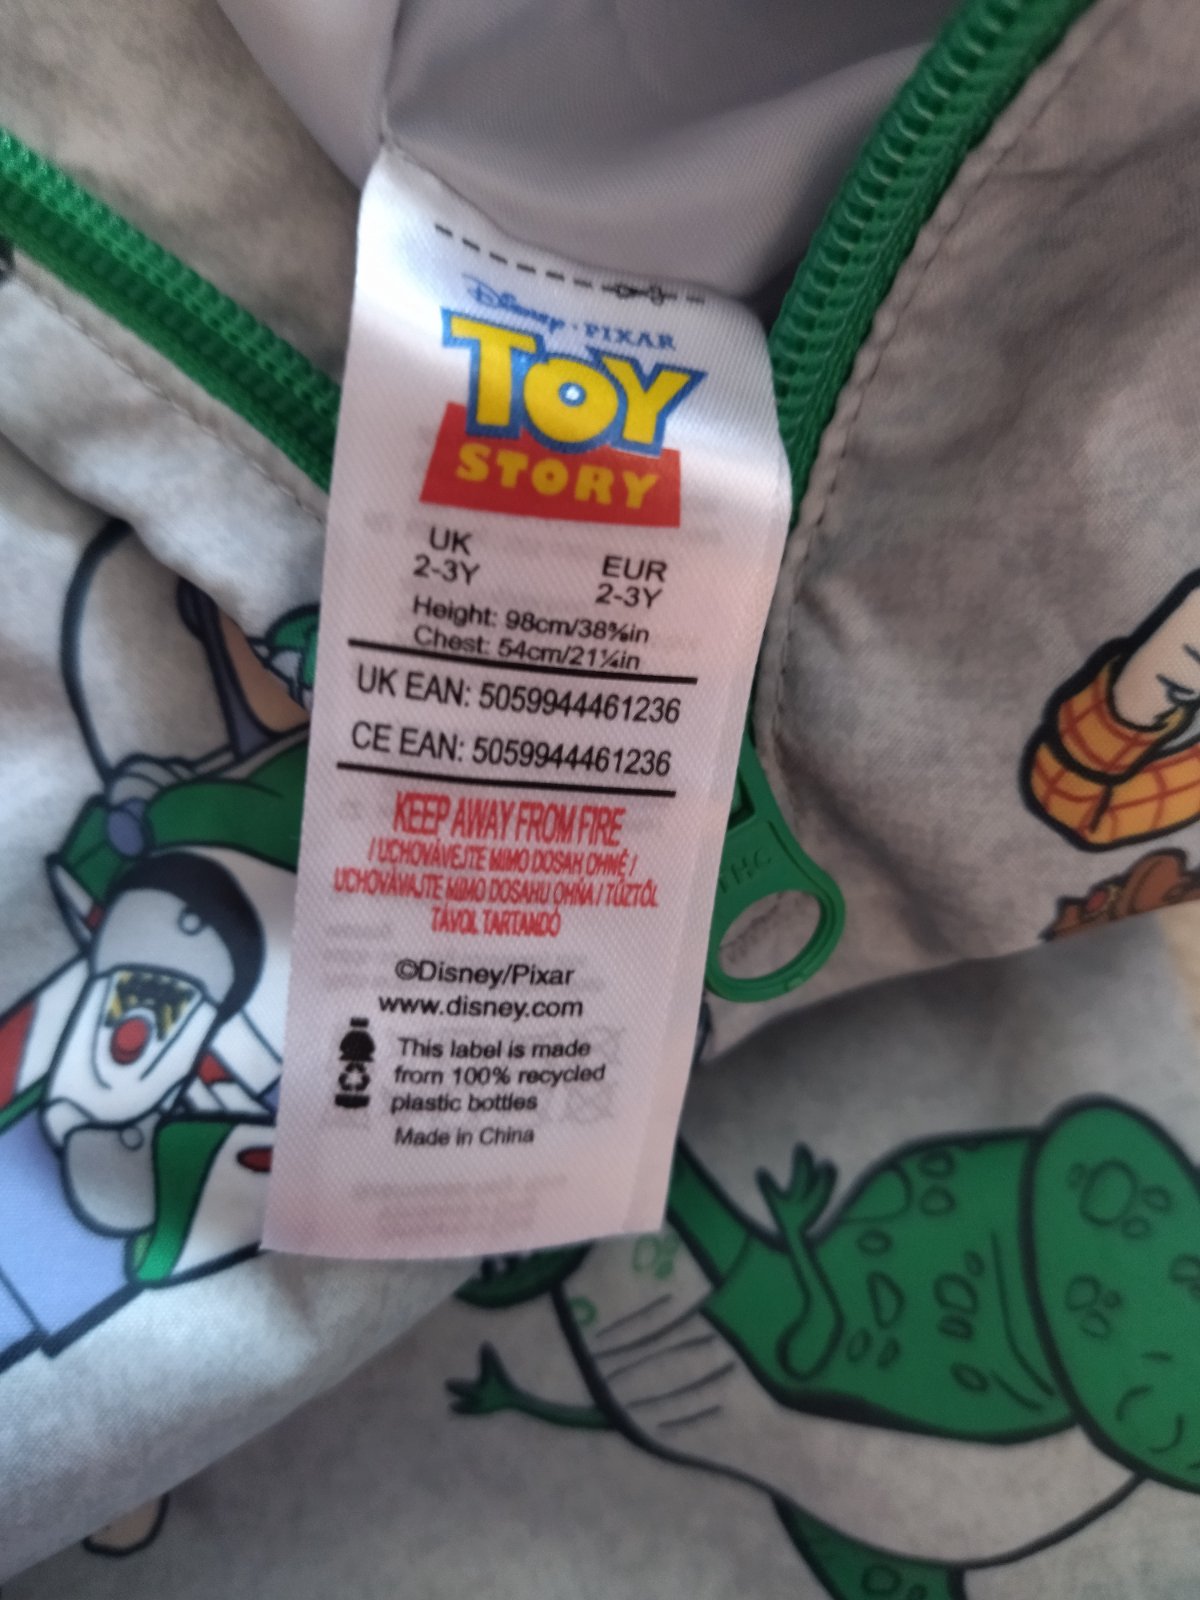 Disney · PIXAR
TOY
STORY
UK
2-3Y
EUR
2-3Y
Height: 98cm/38⅝in
Chest: 54cm/21¼in
UK EAN: 5059944461236
CE EAN: 5059944461236
KEEP AWAY FROM FIRE
/ UCHOVÁVEJTE MIMO DOSAH OHNĚ /
UCHOVÁVAJTE MIMO DOSAHU OHŇA / TŰZTŐL
TÁVOL TARTANDÓ
©Disney/Pixar
www.disney.com
This label is made
from 100% recycled
plastic bottles
Made in China